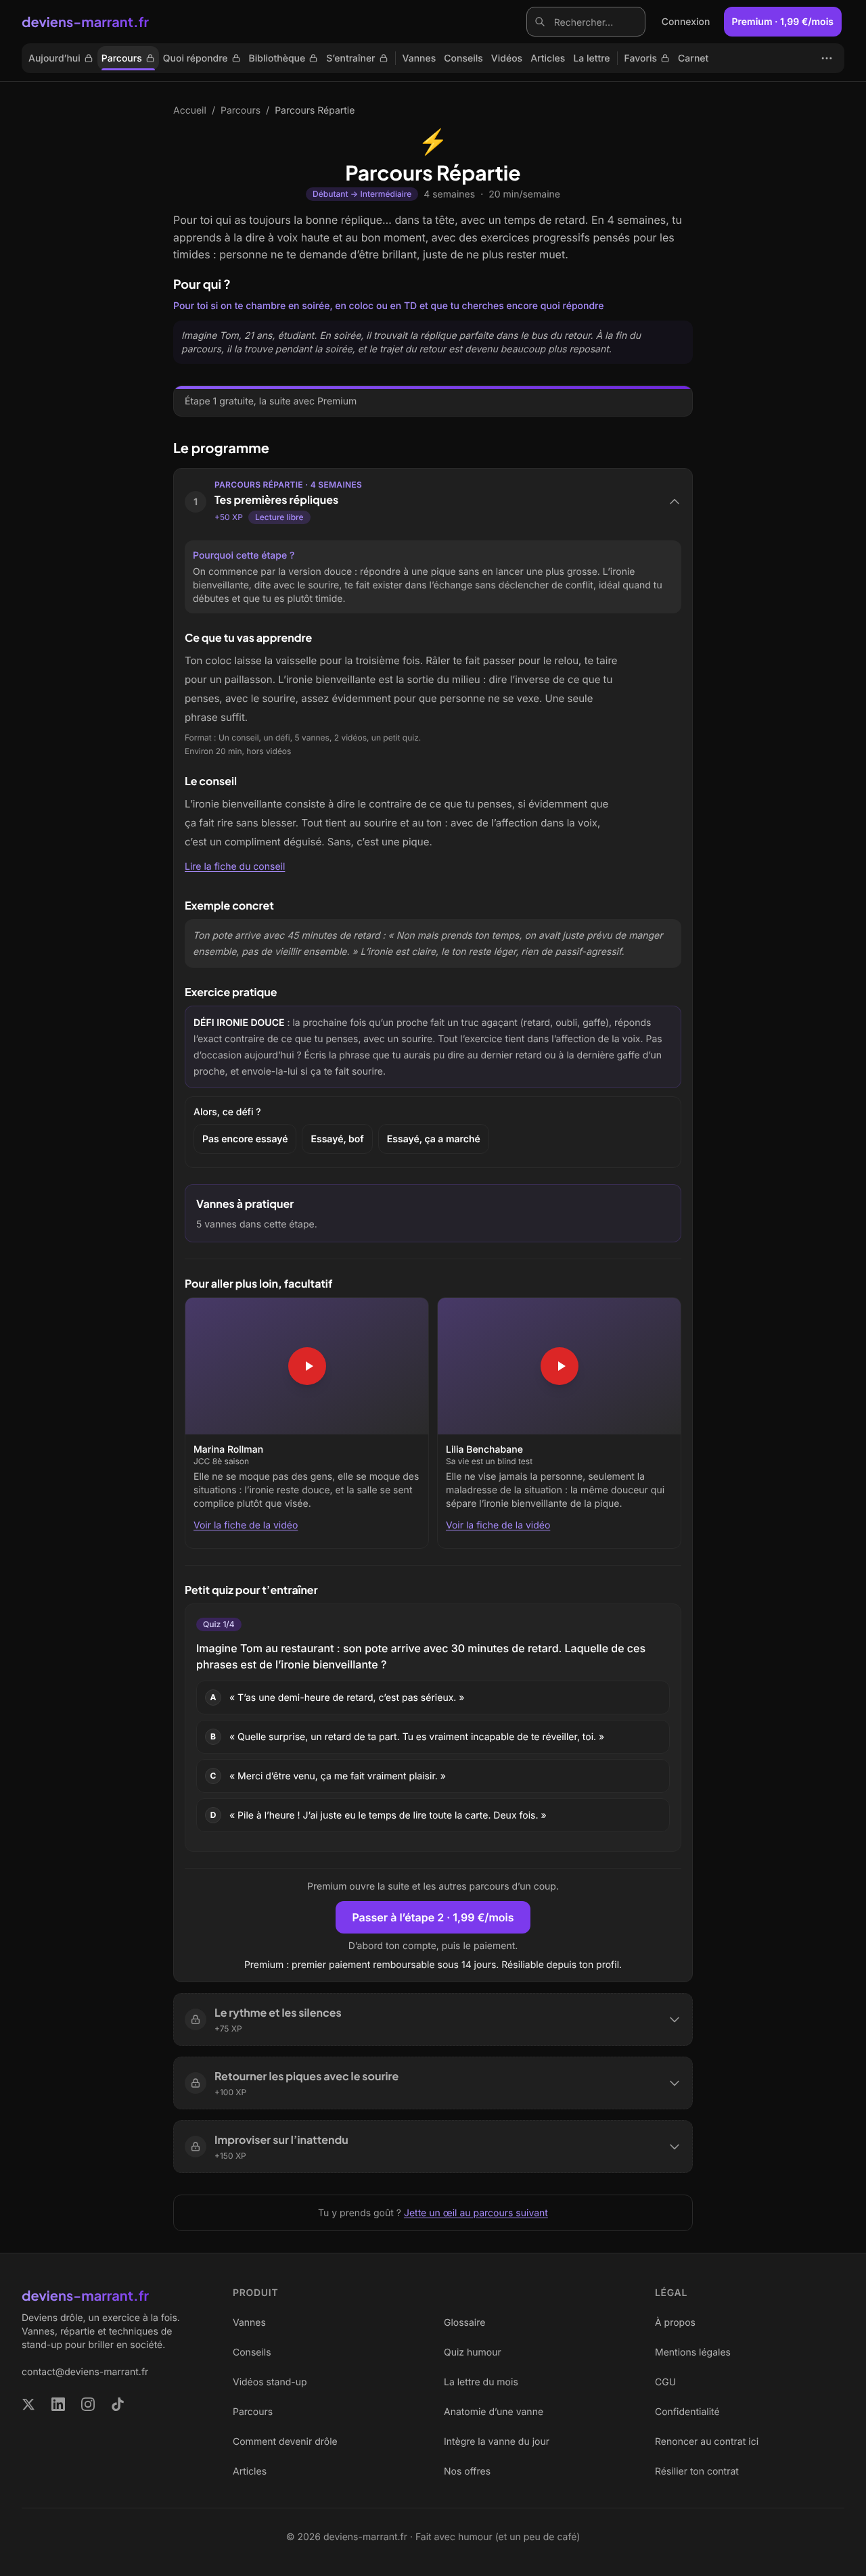 deviens-marrant.fr
Rechercher...
Connexion
Premium · 1,99 €/mois
Aujourd’hui
Parcours
Quoi répondre
Bibliothèque
S’entraîner
Vannes
Conseils
Vidéos
Articles
La lettre
Favoris
Carnet
Accueil / Parcours / Parcours Répartie
Parcours Répartie
Débutant → Intermédiaire 4 semaines · 20 min/semaine
Pour toi qui as toujours la bonne réplique... dans ta tête, avec un temps de retard. En 4 semaines, tu
apprends à la dire à voix haute et au bon moment, avec des exercices progressifs pensés pour les
timides : personne ne te demande d’être brillant, juste de ne plus rester muet.
Pour qui ?
Pour toi si on te chambre en soirée, en coloc ou en TD et que tu cherches encore quoi répondre
Imagine Tom, 21 ans, étudiant. En soirée, il trouvait la réplique parfaite dans le bus du retour. À la fin du
parcours, il la trouve pendant la soirée, et le trajet du retour est devenu beaucoup plus reposant.
Étape 1 gratuite, la suite avec Premium
Le programme
1
PARCOURS RÉPARTIE · 4 SEMAINES
Tes premières répliques
+50 XP Lecture libre
Pourquoi cette étape ?
On commence par la version douce : répondre à une pique sans en lancer une plus grosse. L’ironie
bienveillante, dite avec le sourire, te fait exister dans l’échange sans déclencher de conflit, idéal quand tu
débutes et que tu es plutôt timide.
Ce que tu vas apprendre
Ton coloc laisse la vaisselle pour la troisième fois. Râler te fait passer pour le relou, te taire
pour un paillasson. L’ironie bienveillante est la sortie du milieu : dire l’inverse de ce que tu
penses, avec le sourire, assez évidemment pour que personne ne se vexe. Une seule
phrase suffit.
Format : Un conseil, un défi, 5 vannes, 2 vidéos, un petit quiz.
Environ 20 min, hors vidéos
Le conseil
L’ironie bienveillante consiste à dire le contraire de ce que tu penses, si évidemment que
ça fait rire sans blesser. Tout tient au sourire et au ton : avec de l’affection dans la voix,
c’est un compliment déguisé. Sans, c’est une pique.
Lire la fiche du conseil
Exemple concret
Ton pote arrive avec 45 minutes de retard : « Non mais prends ton temps, on avait juste prévu de manger
ensemble, pas de vieillir ensemble. » L’ironie est claire, le ton reste léger, rien de passif-agressif.
Exercice pratique
DÉFI IRONIE DOUCE : la prochaine fois qu’un proche fait un truc agaçant (retard, oubli, gaffe), réponds
l’exact contraire de ce que tu penses, avec un sourire. Tout l’exercice tient dans l’affection de la voix. Pas
d’occasion aujourd’hui ? Écris la phrase que tu aurais pu dire au dernier retard ou à la dernière gaffe d’un
proche, et envoie-la-lui si ça te fait sourire.
Alors, ce défi ?
Pas encore essayé
Essayé, bof
Essayé, ça a marché
Vannes à pratiquer
5 vannes dans cette étape.
Pour aller plus loin, facultatif
Marina Rollman
JCC 8è saison
Elle ne se moque pas des gens, elle se moque des
situations : l’ironie reste douce, et la salle se sent
complice plutôt que visée.
Voir la fiche de la vidéo
Lilia Benchabane
Sa vie est un blind test
Elle ne vise jamais la personne, seulement la
maladresse de la situation : la même douceur qui
sépare l’ironie bienveillante de la pique.
Voir la fiche de la vidéo
Petit quiz pour t’entraîner
Quiz 1/4
Imagine Tom au restaurant : son pote arrive avec 30 minutes de retard. Laquelle de ces
phrases est de l’ironie bienveillante ?
A « T’as une demi-heure de retard, c’est pas sérieux. »
B « Quelle surprise, un retard de ta part. Tu es vraiment incapable de te réveiller, toi. »
C « Merci d’être venu, ça me fait vraiment plaisir. »
D « Pile à l’heure ! J’ai juste eu le temps de lire toute la carte. Deux fois. »
Premium ouvre la suite et les autres parcours d’un coup.
Passer à l’étape 2 · 1,99 €/mois
D’abord ton compte, puis le paiement.
Premium : premier paiement remboursable sous 14 jours. Résiliable depuis ton profil.
Le rythme et les silences
+75 XP
Retourner les piques avec le sourire
+100 XP
Improviser sur l’inattendu
+150 XP
Tu y prends goût ? Jette un œil au parcours suivant
deviens-marrant.fr
Deviens drôle, un exercice à la fois.
Vannes, répartie et techniques de
stand-up pour briller en société.
contact@deviens-marrant.fr
PRODUIT
Vannes
Conseils
Vidéos stand-up
Parcours
Comment devenir drôle
Articles
Glossaire
Quiz humour
La lettre du mois
Anatomie d’une vanne
Intègre la vanne du jour
Nos offres
LÉGAL
À propos
Mentions légales
CGU
Confidentialité
Renoncer au contrat ici
Résilier ton contrat
© 2026 deviens-marrant.fr · Fait avec humour (et un peu de café)